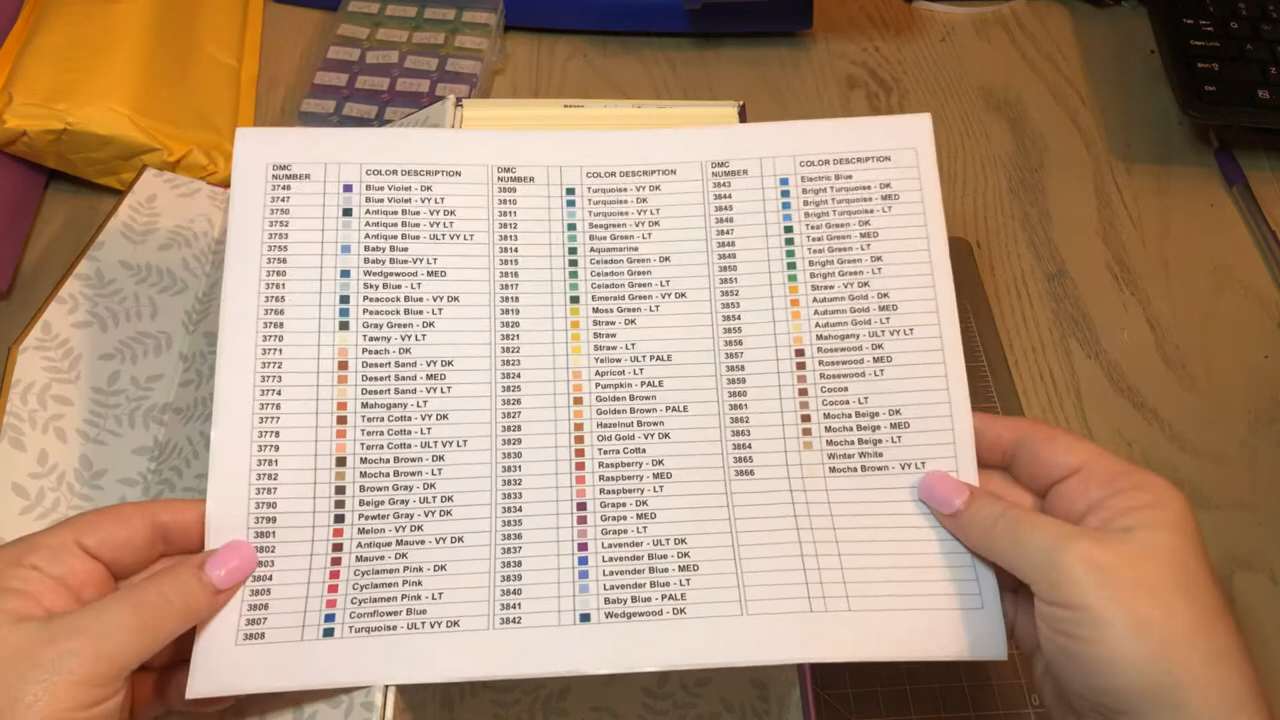 DMC NUMBER COLOR DESCRIPTION
3746 Blue Violet - DK
3747 Blue Violet - VY LT
3750 Antique Blue - VY DK
3752 Antique Blue - VY LT
3753 Antique Blue - ULT VY LT
3755 Baby Blue
3756 Baby Blue-VY LT
3760 Wedgewood - MED
3761 Sky Blue - LT
3765 Peacock Blue - VY DK
3766 Peacock Blue - LT
3768 Gray Green - DK
3770 Tawny - VY LT
3771 Peach - DK
3772 Desert Sand - VY DK
3773 Desert Sand - MED
3774 Desert Sand - VY LT
3776 Mahogany - LT
3777 Terra Cotta - VY DK
3778 Terra Cotta - LT
3779 Terra Cotta - ULT VY LT
3781 Mocha Brown - DK
3782 Mocha Brown - LT
3787 Brown Gray - DK
3790 Beige Gray - ULT DK
3799 Pewter Gray - VY DK
3801 Melon - VY DK
3802 Antique Mauve - VY DK
803 Mauve - DK
3804 Cyclamen Pink - DK
3805 Cyclamen Pink
3806 Cyclamen Pink - LT
3807 Cornflower Blue
3808 Turquoise - ULT VY DK
DMC NUMBER COLOR DESCRIPTION
3809 Turquoise - VY DK
3810 Turquoise - DK
3811 Turquoise - VY LT
3812 Seagreen - VY DK
3813 Blue Green - LT
3814 Aquamarine
3815 Celadon Green - DK
3816 Celadon Green
3817 Celadon Green - LT
3818 Emerald Green - VY DK
3819 Moss Green - LT
3820 Straw - DK
3821 Straw
3822 Straw - LT
3823 Yellow - ULT PALE
3824 Apricot - LT
3825 Pumpkin - PALE
3826 Golden Brown
3827 Golden Brown - PALE
3828 Hazelnut Brown
3829 Old Gold - VY DK
3830 Terra Cotta
3831 Raspberry - DK
3832 Raspberry - MED
3833 Raspberry - LT
3834 Grape - DK
3835 Grape - MED
3836 Grape - LT
3837 Lavender - ULT DK
3838 Lavender Blue - DK
3839 Lavender Blue - MED
3840 Lavender Blue - LT
3841 Baby Blue - PALE
3842 Wedgewood - DK
DMC NUMBER COLOR DESCRIPTION
3843 Electric Blue
3844 Bright Turquoise - DK
3845 Bright Turquoise - MED
3846 Bright Turquoise - LT
3847 Teal Green - DK
3848 Teal Green - MED
3849 Teal Green - LT
3850 Bright Green - DK
3851 Bright Green - LT
3852 Straw - VY DK
3853 Autumn Gold - DK
3854 Autumn Gold - MED
3855 Autumn Gold - LT
3856 Mahogany - ULT VY LT
3857 Rosewood - DK
3858 Rosewood - MED
3859 Rosewood - LT
3860 Cocoa
3861 Cocoa - LT
3862 Mocha Beige - DK
3863 Mocha Beige - MED
3864 Mocha Beige - LT
3865 Winter White
3866 Mocha Brown - VY LT
Tab
Caps Lock
Shift
Ctrl